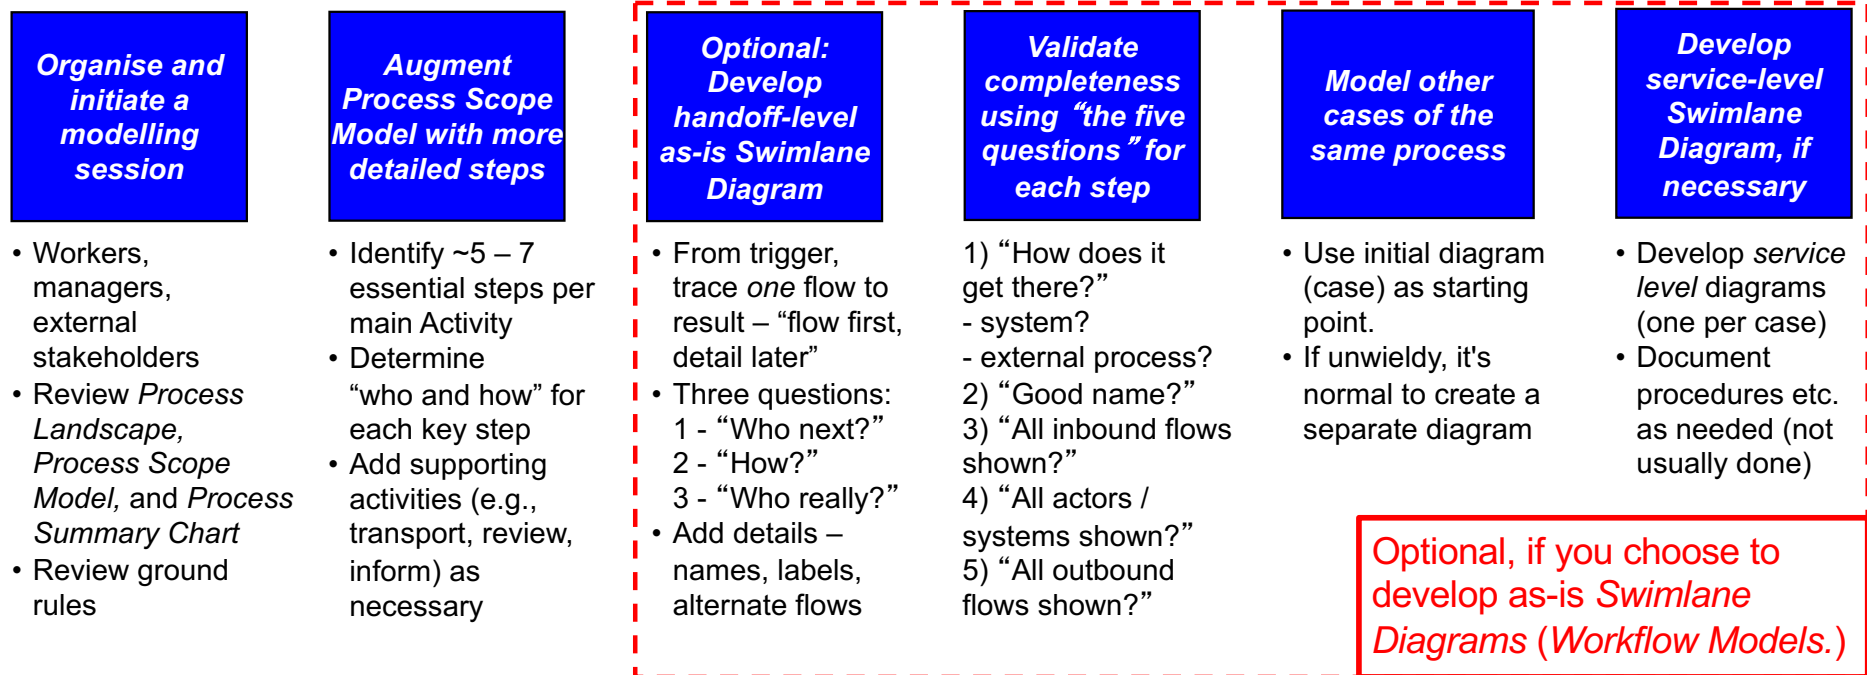 Organise and
initiate a
modelling
session
• Workers,
managers,
external
stakeholders
• Review Process
Landscape,
Process Scope
Model, and Process
Summary Chart
• Review ground
rules
Augment
Process Scope
Model with more
detailed steps
• Identify ~5 – 7
essential steps per
main Activity
• Determine
“who and how” for
each key step
• Add supporting
activities (e.g.,
transport, review,
inform) as
necessary
Optional:
Develop
handoff-level
as-is Swimlane
Diagram
• From trigger,
trace one flow to
result – “flow first,
detail later”
• Three questions:
1 - “Who next?”
2 - “How?”
3 - “Who really?”
• Add details –
names, labels,
alternate flows
Validate
completeness
using “the five
questions” for
each step
1) “How does it
get there?”
- system?
- external process?
2) “Good name?”
3) “All inbound flows
shown?”
4) “All actors /
systems shown?”
5) “All outbound
flows shown?”
Model other
cases of the
same process
• Use initial diagram
(case) as starting
point.
• If unwieldy, it's
normal to create a
separate diagram
Develop
service-level
Swimlane
Diagram, if
necessary
• Develop service
level diagrams
(one per case)
• Document
procedures etc.
as needed (not
usually done)
Optional, if you choose to
develop as-is Swimlane
Diagrams (Workflow Models.)